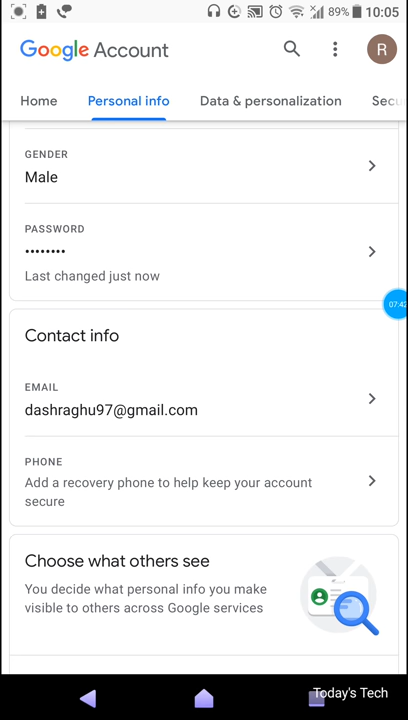 89% 10:05
Google Account
R
Home Personal info Data & personalization Secu
GENDER
Male
PASSWORD
••••••••
Last changed just now
07:42
Contact info
EMAIL
dashraghu97@gmail.com
PHONE
Add a recovery phone to help keep your account
secure
Choose what others see
You decide what personal info you make
visible to others across Google services
Today's Tech